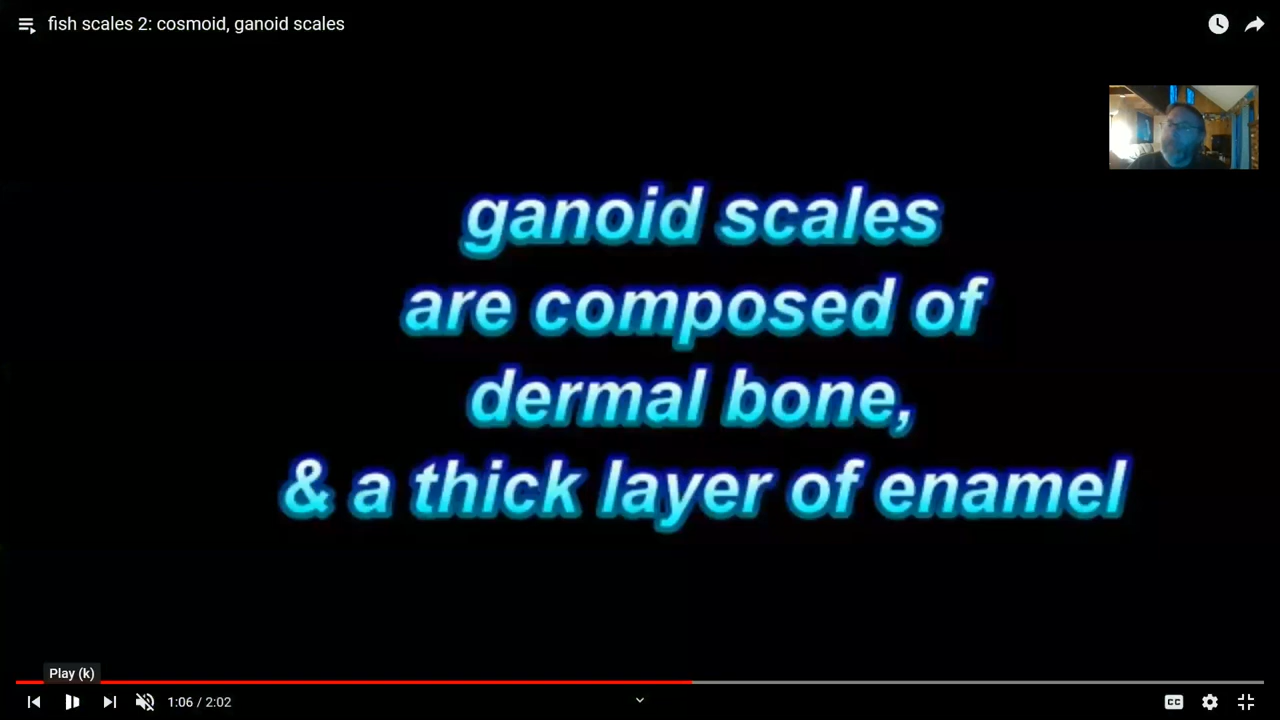 fish scales 2: cosmoid, ganoid scales
ganoid scales
are composed of
dermal bone,
& a thick layer of enamel
Play (k)
1:06 / 2:02
CC